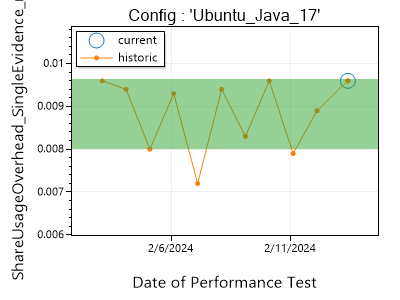 Config : 'Ubuntu_Java_17'
current
historic
0.01
0.009
0.008
0.007
0.006
2/6/2024
2/11/2024
Date of Performance Test
ShareUsageOverhead_SingleEvidence_